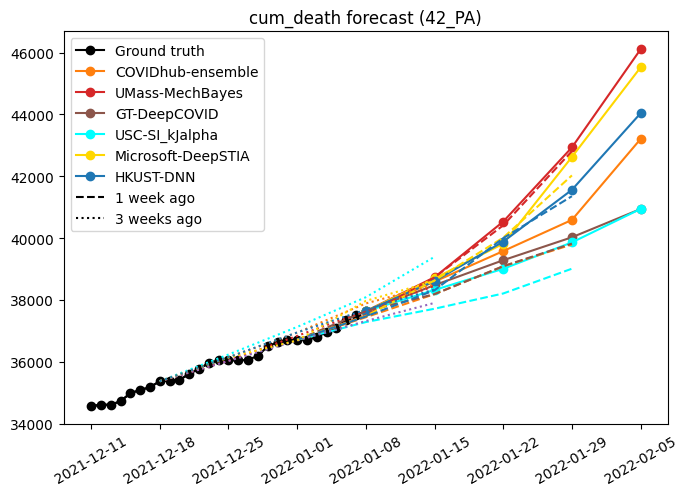 cum_death forecast (42_PA)
46000
44000
42000
40000
38000
36000
34000
Ground truth
COVIDhub-ensemble
UMass-MechBayes
GT-DeepCOVID
USC-SI_kJalpha
Microsoft-DeepSTIA
HKUST-DNN
1 week ago
3 weeks ago
2021-12-11
2021-12-18
2021-12-25
2022-01-01
2022-01-08
2022-01-15
2022-01-22
2022-01-29
2022-02-05